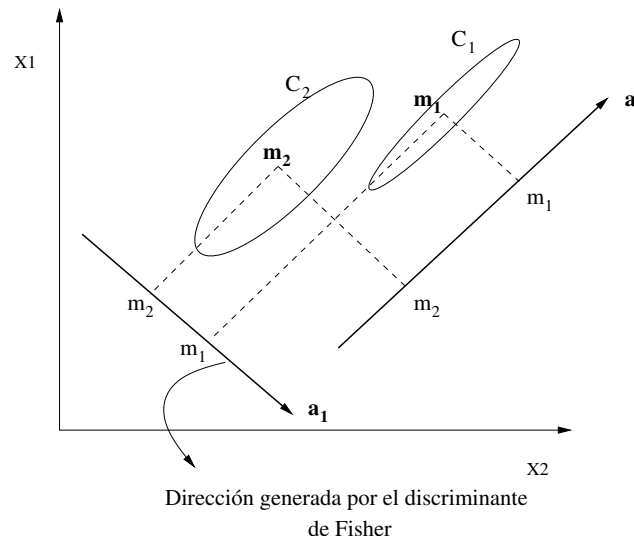 C₁
X1
C₂
m₁
a
m₂
m₁
m₂
m₂
m₁
a₁
X2
Dirección generada por el discriminante
de Fisher